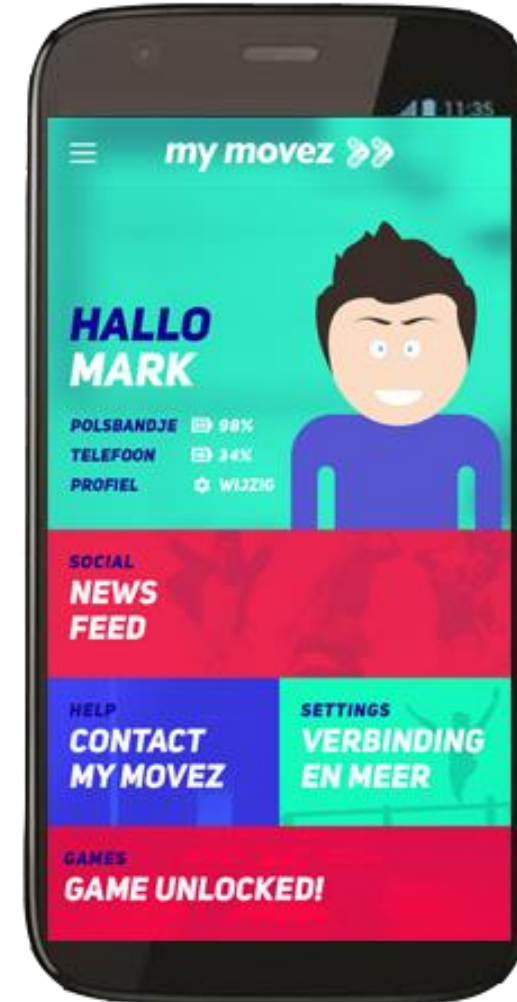 11:35
my movez
HALLO
MARK
POLSBANDJE 98%
TELEFOON 34%
PROFIEL WIJZIG
SOCIAL
NEWS
FEED
HELP
CONTACT
MY MOVEZ
SETTINGS
VERBINDING
EN MEER
GAMES
GAME UNLOCKED!